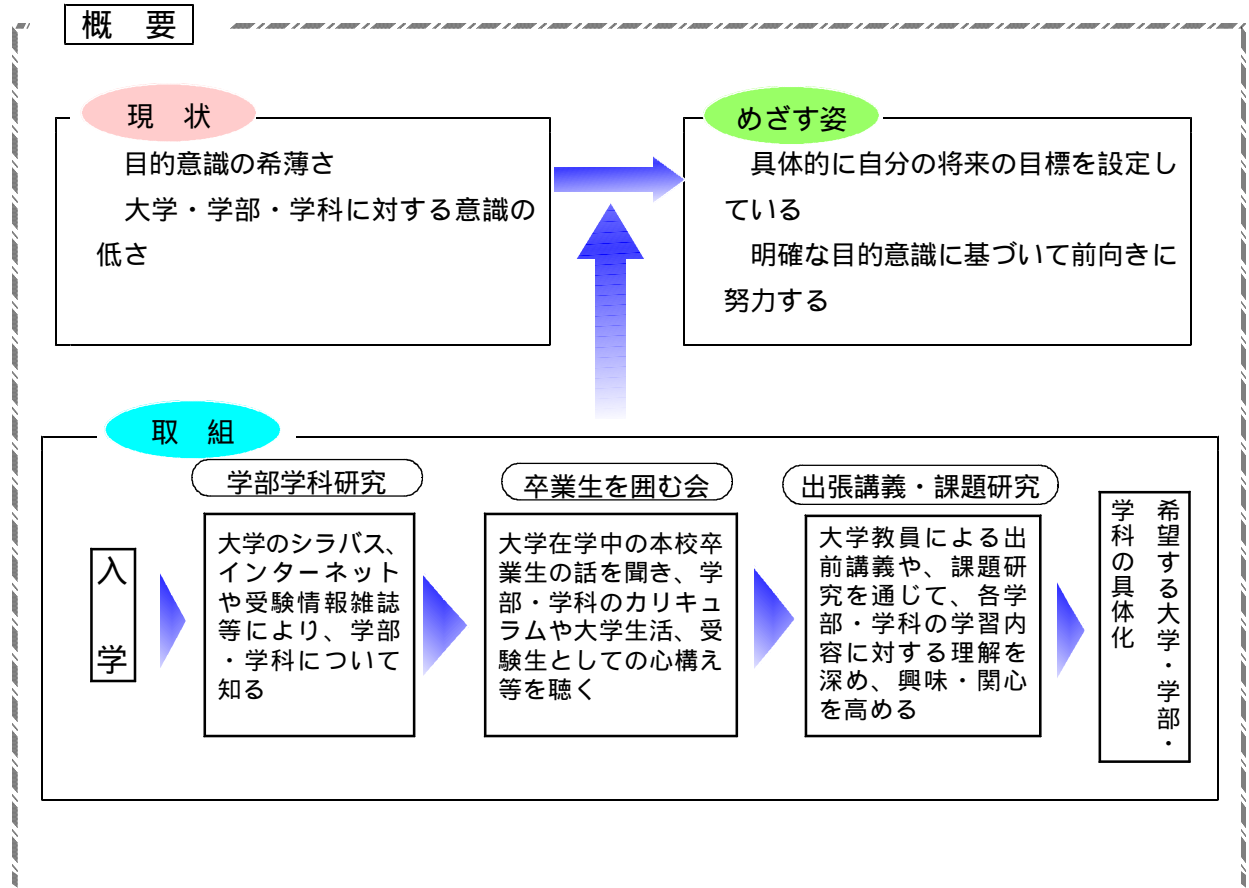 概　要
現　状
目的意識の希薄さ
大学・学部・学科に対する意識の
低さ
めざす姿
具体的に自分の将来の目標を設定し
ている
明確な目的意識に基づいて前向きに
努力する
取　組
入
学
学部学科研究
大学のシラバス、
インターネット
や受験情報雑誌
等により、学部
・学科について
知る
卒業生を囲む会
大学在学中の本校卒
業生の話を聞き、学
部・学科のカリキュ
ラムや大学生活、受
験生としての心構え
等を聴く
出張講義・課題研究
大学教員による出
前講義や、課題研
究を通じて、各学
部・学科の学習内
容に対する理解を
深め、興味・関心
を高める
希望する大学・学部・
学科の具体化